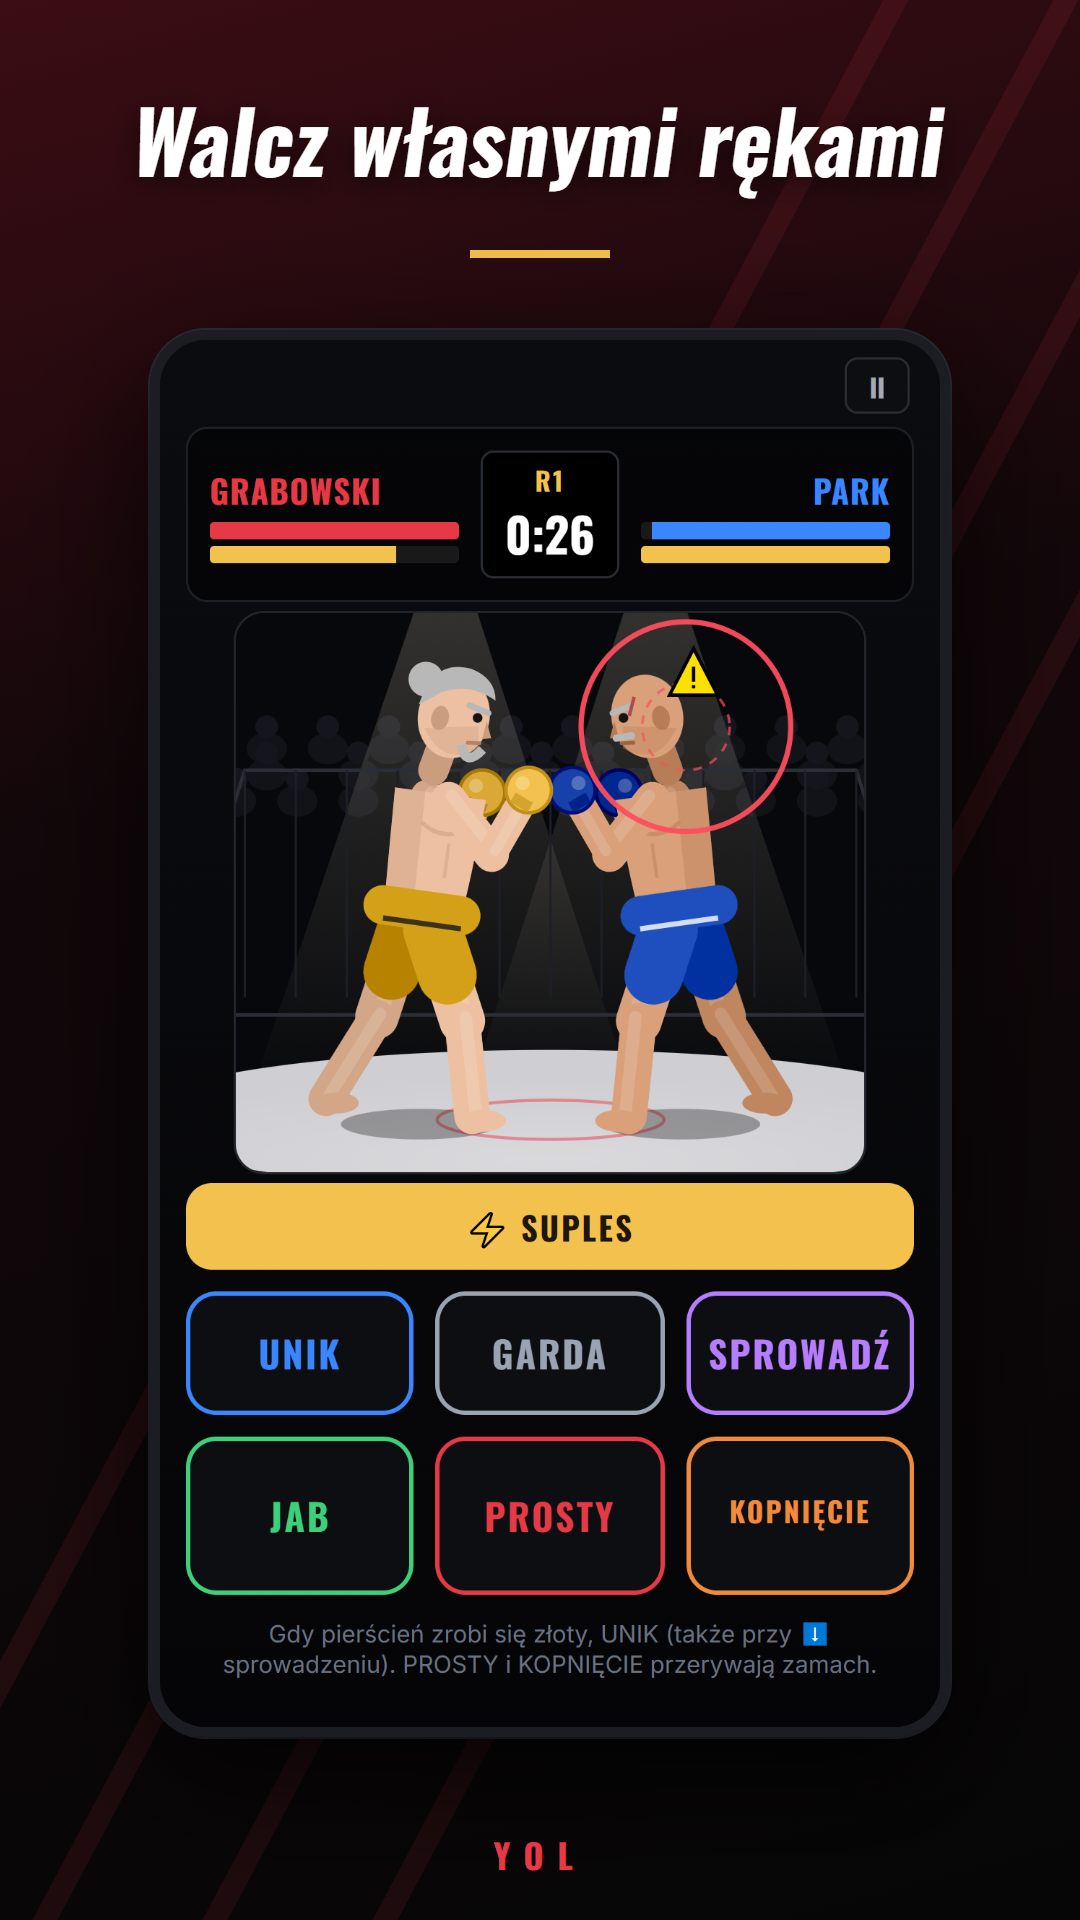 Walcz własnymi rękami
GRABOWSKI
R1
0:26
PARK
SUPLES
UNIK
GARDA
SPROWADŹ
JAB
PROSTY
KOPNIĘCIE
Gdy pierścień zrobi się złoty, UNIK (także przy ⬇️
sprowadzeniu). PROSTY i KOPNIĘCIE przerywają zamach.
YOL